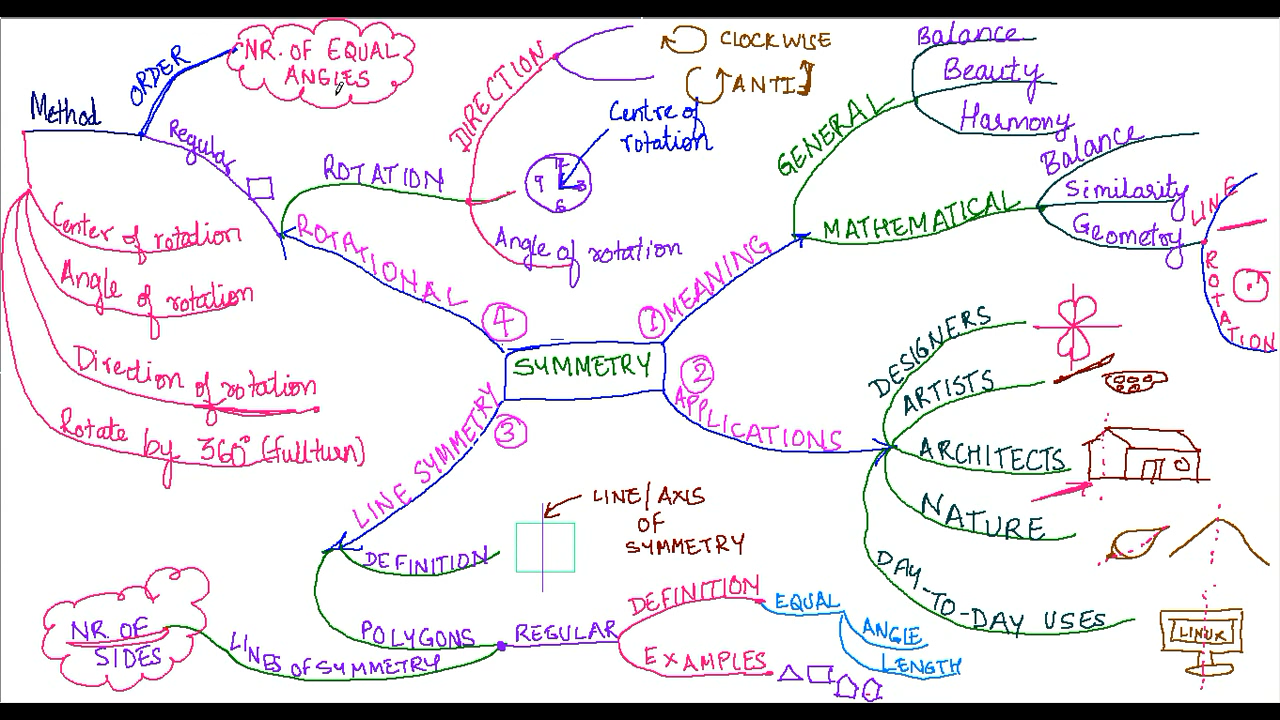 SYMMETRY
1
MEANING
GENERAL
Balance
Beauty
Harmony
MATHEMATICAL
Balance
Similarity
Geometry
LINE
ROTATION
2
APPLICATIONS
DESIGNERS
ARTISTS
ARCHITECTS
NATURE
DAY-TO-DAY USES
LINUX
3
LINE SYMMETRY
DEFINITION
LINE/AXIS
OF
SYMMETRY
POLYGONS
REGULAR
DEFINITION
EQUAL
ANGLE
LENGTH
EXAMPLES
LINES OF SYMMETRY
NR. OF
SIDES
4
ROTATIONAL
ROTATION
DIRECTION
CLOCKWISE
ANTI
Centre of
rotation
9 3 6
Angle of rotation
Regular
ORDER
NR. OF EQUAL
ANGLES
Method
Center of rotation
Angle of rotation
Direction of rotation
Rotate by 360° (full turn)